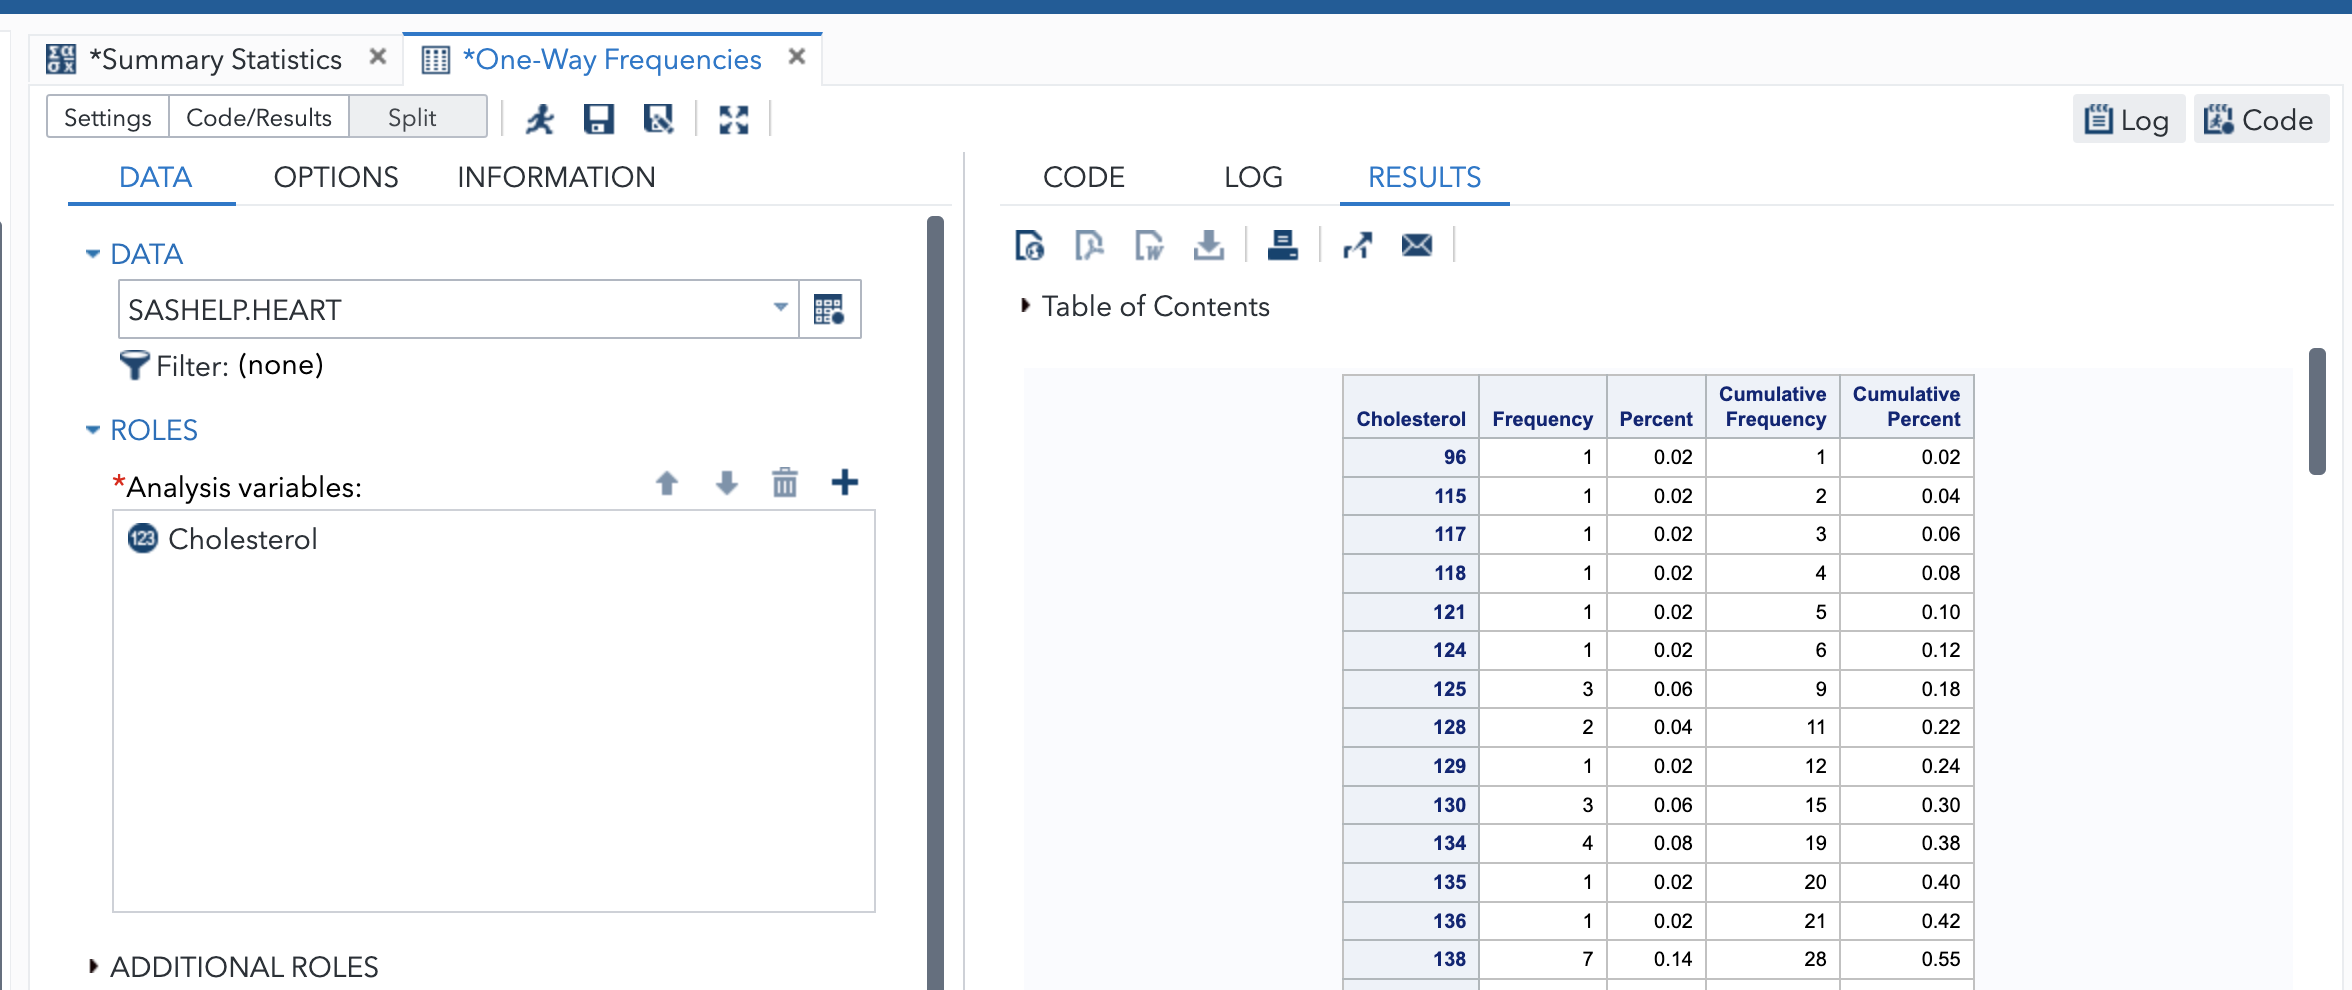 *Summary Statistics
*One-Way Frequencies
Settings Code/Results Split
Log Code
DATA OPTIONS INFORMATION
DATA
SASHELP.HEART
Filter: (none)
ROLES
*Analysis variables:
123 Cholesterol
ADDITIONAL ROLES
CODE LOG RESULTS
Table of Contents
Cholesterol Frequency Percent Cumulative Frequency Cumulative Percent
96 1 0.02 1 0.02
115 1 0.02 2 0.04
117 1 0.02 3 0.06
118 1 0.02 4 0.08
121 1 0.02 5 0.10
124 1 0.02 6 0.12
125 3 0.06 9 0.18
128 2 0.04 11 0.22
129 1 0.02 12 0.24
130 3 0.06 15 0.30
134 4 0.08 19 0.38
135 1 0.02 20 0.40
136 1 0.02 21 0.42
138 7 0.14 28 0.55